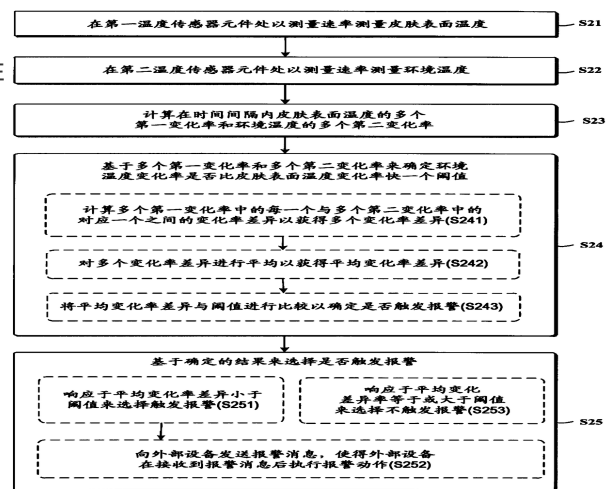 在第一温度传感器元件处以测量速率测量皮肤表面温度
S21
在第二温度传感器元件处以测量速率测量环境温度
S22
计算在时间间隔内皮肤表面温度的多个
第一变化率和环境温度的多个第二变化率
S23
基于多个第一变化率和多个第二变化率来确定环境
温度变化率是否比皮肤表面温度变化率快一个阈值
计算多个第一变化率中的每一个与多个第二变化率中的
对应一个之间的变化率差异以获得多个变化率差异(S241)
对多个变化率差异进行平均以获得平均变化率差异(S242)
将平均变化率差异与阈值进行比较以确定是否触发报警(S243)
S24
基于确定的结果来选择是否触发报警
响应于平均变化率差异小于
阈值来选择触发报警(S251)
响应于平均变化
差异率等于或大于阈值
来选择不触发报警(S253)
向外部设备发送报警消息，使得外部设备
在接收到报警消息后执行报警动作(S252)
S25